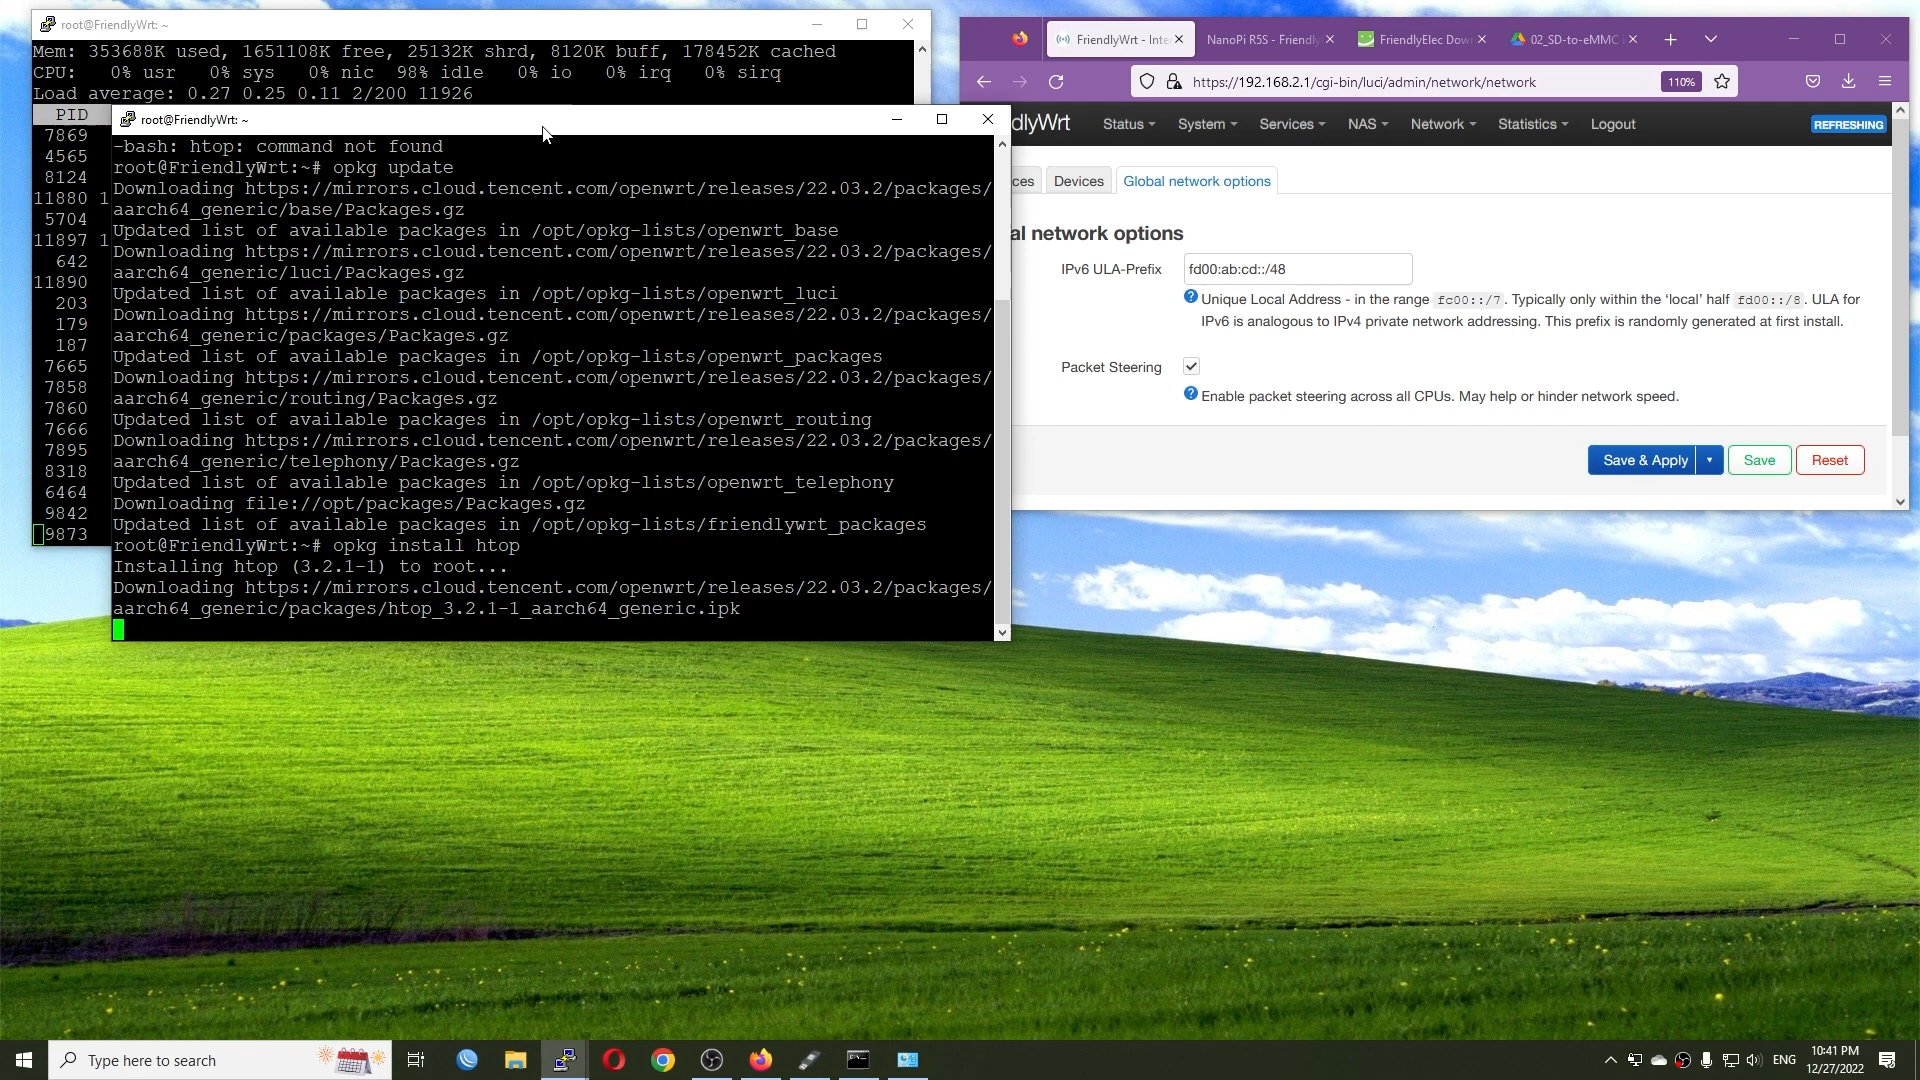 root@FriendlyWrt: ~
Mem: 353688K used, 1651108K free, 25132K shrd, 8120K buff, 178452K cached
CPU:   0% usr   0% sys   0% nic  98% idle   0% io   0% irq   0% sirq
Load average: 0.27 0.25 0.11 2/200 11926
PID
7869
4565
8124
11880 1
5704
11897 1
642
11890
203
179
187
7665
7858
7860
7666
7895
8318
6464
9842
9873
root@FriendlyWrt: ~
-bash: htop: command not found
root@FriendlyWrt:~# opkg update
Downloading https://mirrors.cloud.tencent.com/openwrt/releases/22.03.2/packages/
aarch64_generic/base/Packages.gz
Updated list of available packages in /opt/opkg-lists/openwrt_base
Downloading https://mirrors.cloud.tencent.com/openwrt/releases/22.03.2/packages/
aarch64_generic/luci/Packages.gz
Updated list of available packages in /opt/opkg-lists/openwrt_luci
Downloading https://mirrors.cloud.tencent.com/openwrt/releases/22.03.2/packages/
aarch64_generic/packages/Packages.gz
Updated list of available packages in /opt/opkg-lists/openwrt_packages
Downloading https://mirrors.cloud.tencent.com/openwrt/releases/22.03.2/packages/
aarch64_generic/routing/Packages.gz
Updated list of available packages in /opt/opkg-lists/openwrt_routing
Downloading https://mirrors.cloud.tencent.com/openwrt/releases/22.03.2/packages/
aarch64_generic/telephony/Packages.gz
Updated list of available packages in /opt/opkg-lists/openwrt_telephony
Downloading file://opt/packages/Packages.gz
Updated list of available packages in /opt/opkg-lists/friendlywrt_packages
root@FriendlyWrt:~# opkg install htop
Installing htop (3.2.1-1) to root...
Downloading https://mirrors.cloud.tencent.com/openwrt/releases/22.03.2/packages/
aarch64_generic/packages/htop_3.2.1-1_aarch64_generic.ipk
FriendlyWrt - Inte
NanoPi R5S - Friendly
FriendlyElec Dow
02_SD-to-eMMC
https://192.168.2.1/cgi-bin/luci/admin/network/network
110%
dlyWrt
Status
System
Services
NAS
Network
Statistics
Logout
REFRESHING
ces
Devices
Global network options
al network options
IPv6 ULA-Prefix
fd00:ab:cd::/48
Unique Local Address - in the range fc00::/7. Typically only within the ‘local’ half fd00::/8. ULA for
IPv6 is analogous to IPv4 private network addressing. This prefix is randomly generated at first install.
Packet Steering
Enable packet steering across all CPUs. May help or hinder network speed.
Save & Apply
Save
Reset
Type here to search
ENG
10:41 PM
12/27/2022